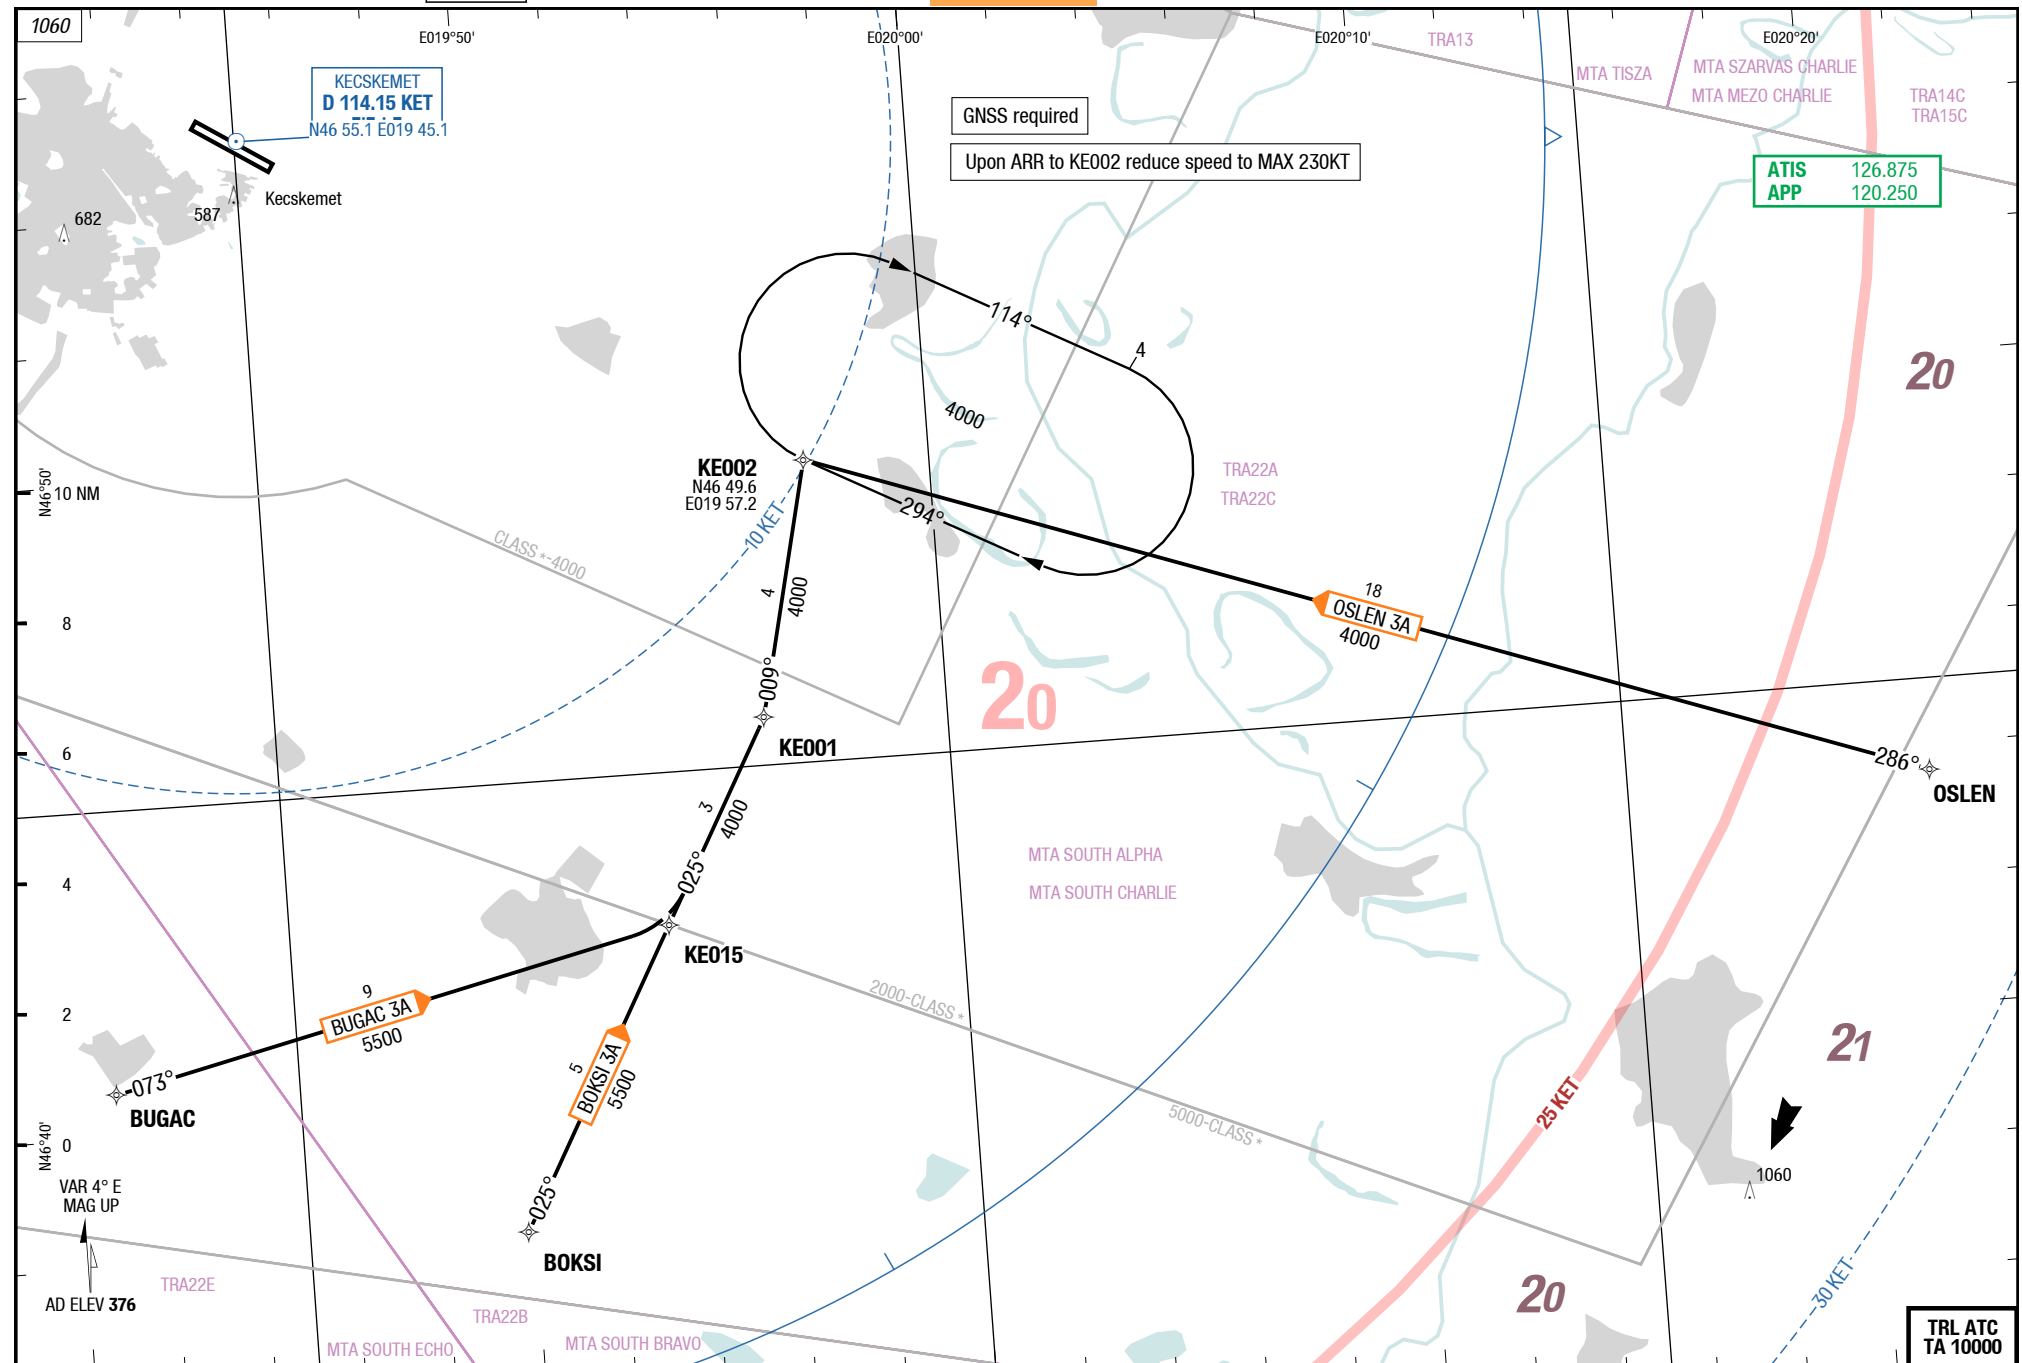 1060
E019°50'
E020°00'
E020°10'
E020°20'
TRA13
MTA TISZA
MTA SZARVAS CHARLIE
MTA MEZO CHARLIE
TRA14C
TRA15C
KECSKEMET
D 114.15 KET
N46 55.1 E019 45.1
GNSS required
Upon ARR to KE002 reduce speed to MAX 230KT
ATIS 126.875
APP 120.250
Kecskemet
587
682
114°
4
4000
20
KE002
N46 49.6
E019 57.2
294°
TRA22A
TRA22C
N46°50'
10 NM
10 KET
CLASS *-4000
4
4000
18
OSLEN 3A
4000
8
009°
20
KE001
6
286°
OSLEN
3
4000
MTA SOUTH ALPHA
MTA SOUTH CHARLIE
4
025°
KE015
9
BUGAC 3A
5500
2000-CLASS *
2
21
5
BOKSI 3A
5500
073°
BUGAC
25 KET
5000-CLASS *
N46°40'
0
1060
VAR 4° E
MAG UP
025°
BOKSI
AD ELEV 376
TRA22E
TRA22B
MTA SOUTH ECHO
MTA SOUTH BRAVO
20
30 KET
TRL ATC
TA 10000